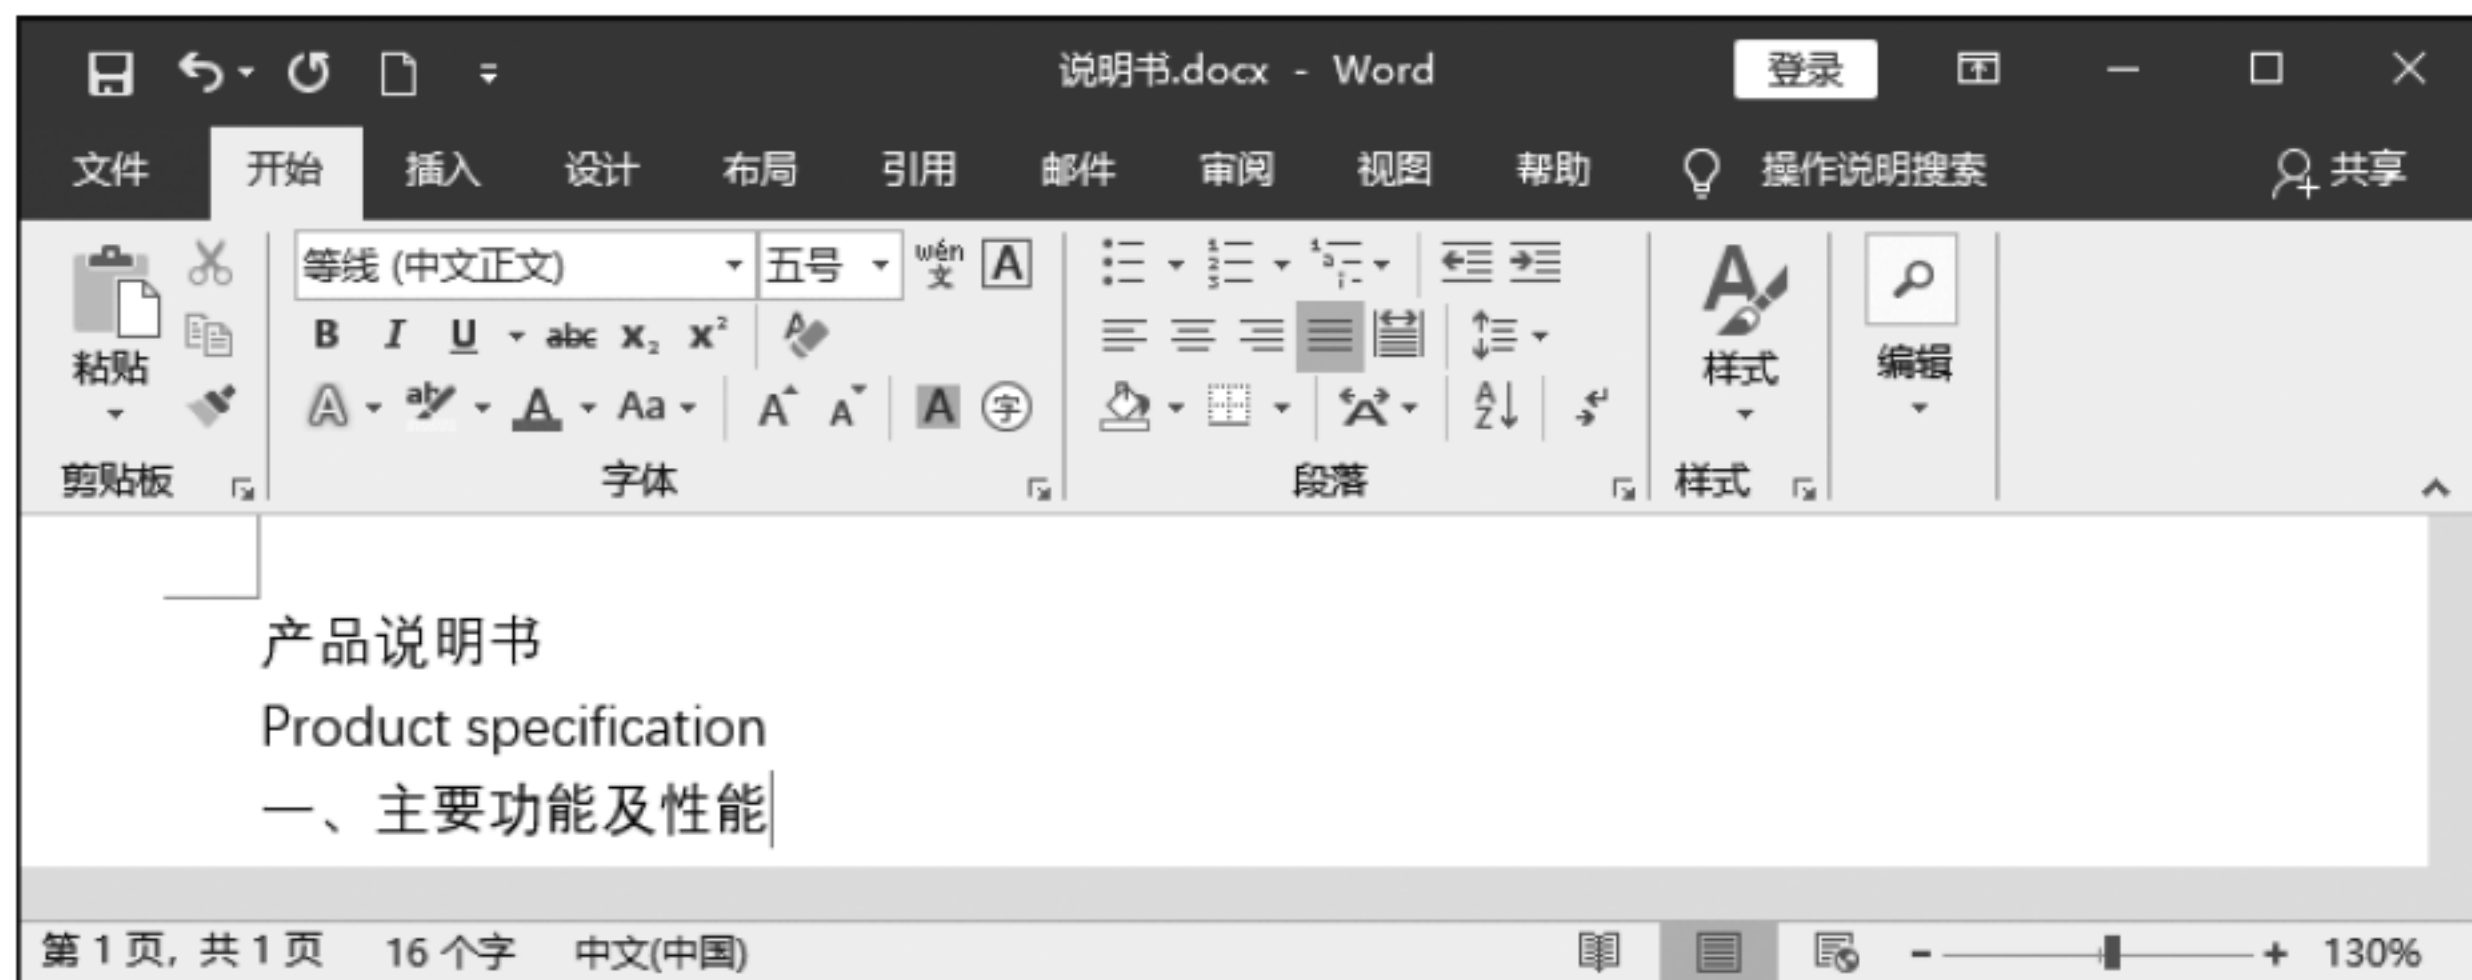 说明书.docx - Word 登录
文件 开始 插入 设计 布局 引用 邮件 审阅 视图 帮助 操作说明搜索 共享
等线 (中文正文) 五号 wén 文 A
B I U abc x₂ x² A
粘贴 样式 编辑
A ab A Aa A A A 字 A A Z
剪贴板 字体 段落 样式
产品说明书
Product specification
一、主要功能及性能
第 1 页, 共 1 页 16 个字 中文(中国) 130%